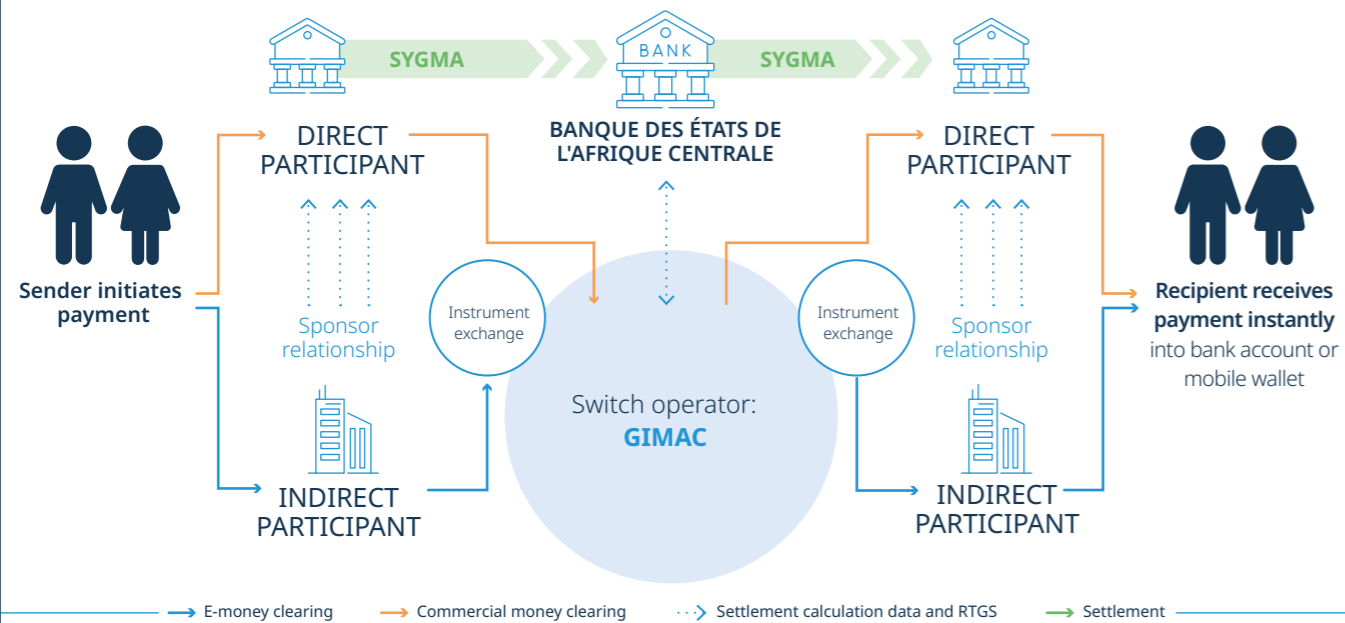 SYGMA
BANK
SYGMA
BANQUE DES ÉTATS DE
L'AFRIQUE CENTRALE
DIRECT
PARTICIPANT
DIRECT
PARTICIPANT
Sender initiates
payment
Sponsor
relationship
Instrument
exchange
Instrument
exchange
Sponsor
relationship
Recipient receives
payment instantly
into bank account or
mobile wallet
Switch operator:
GIMAC
INDIRECT
PARTICIPANT
INDIRECT
PARTICIPANT
E-money clearing
Commercial money clearing
Settlement calculation data and RTGS
Settlement